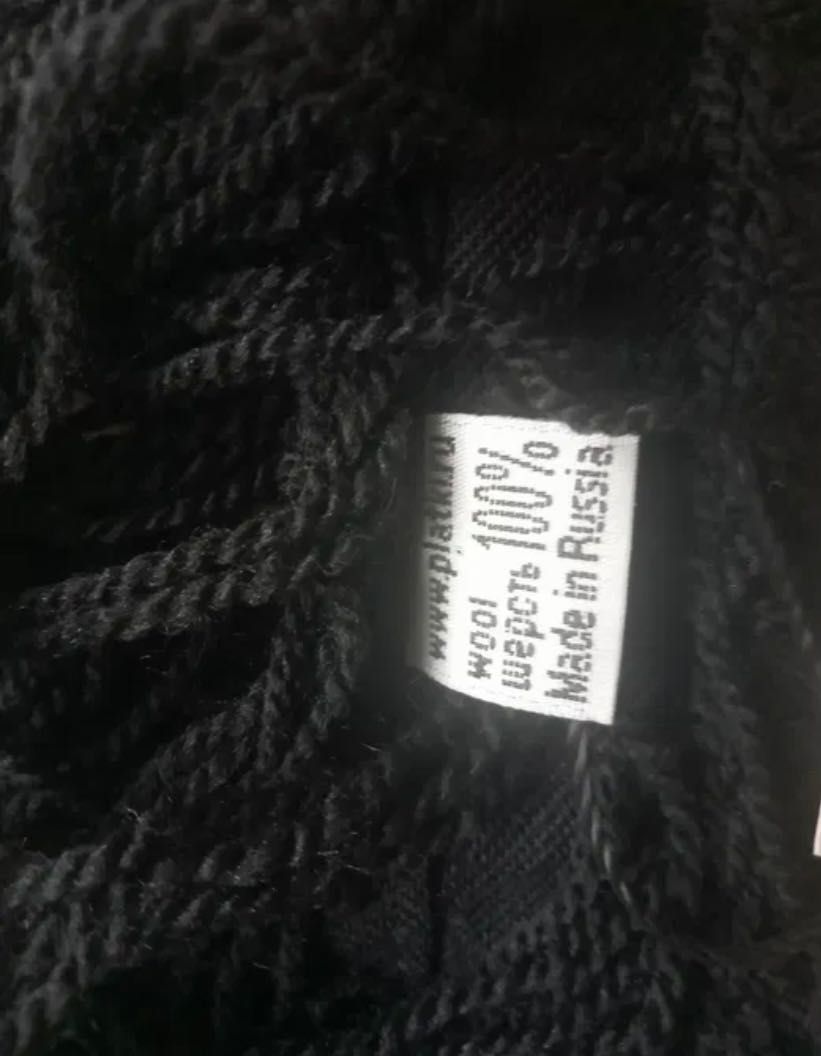 www.platki.ru
wool 100%
шерсть 100%
Made in Russia